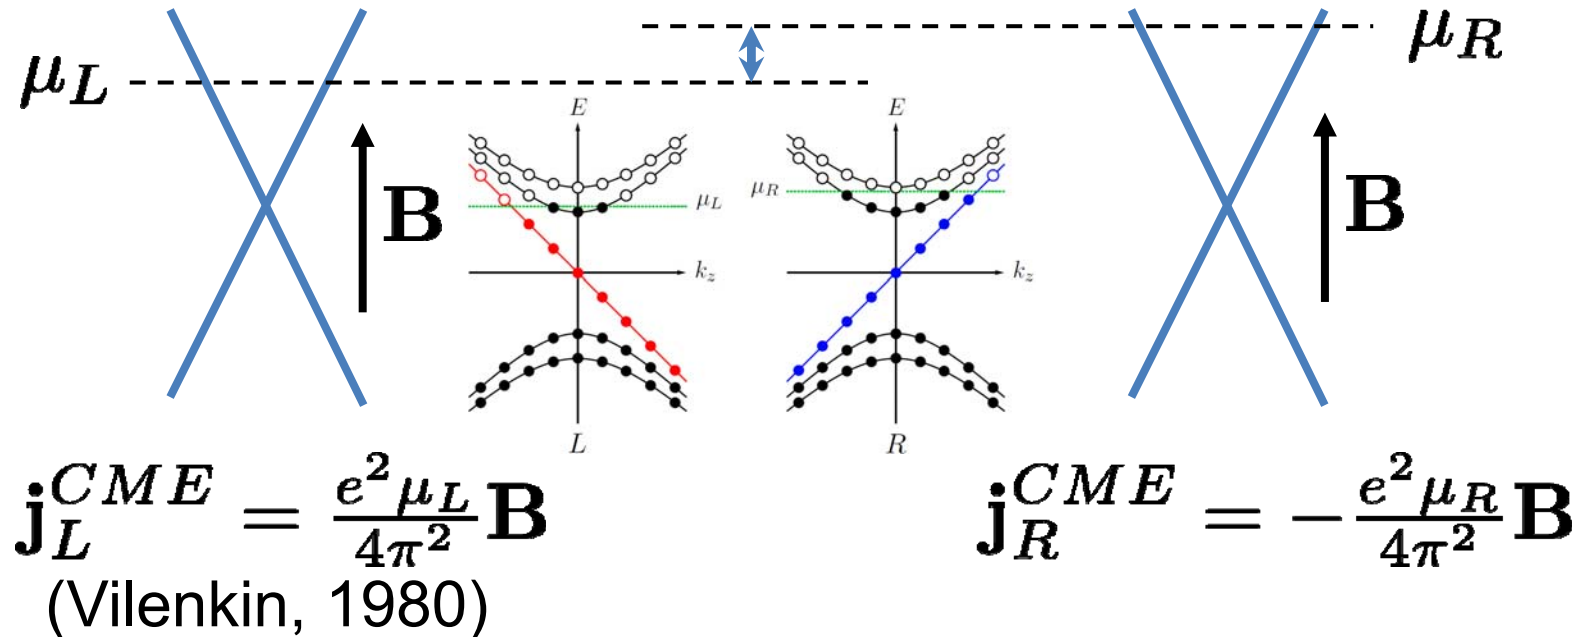 μ_L
μ_R
B
E
μ_L
k_z
L
E
μ_R
k_z
R
B
j_L^{CME} = \frac{e^2 μ_L}{4π^2} B
j_R^{CME} = -\frac{e^2 μ_R}{4π^2} B
(Vilenkin, 1980)